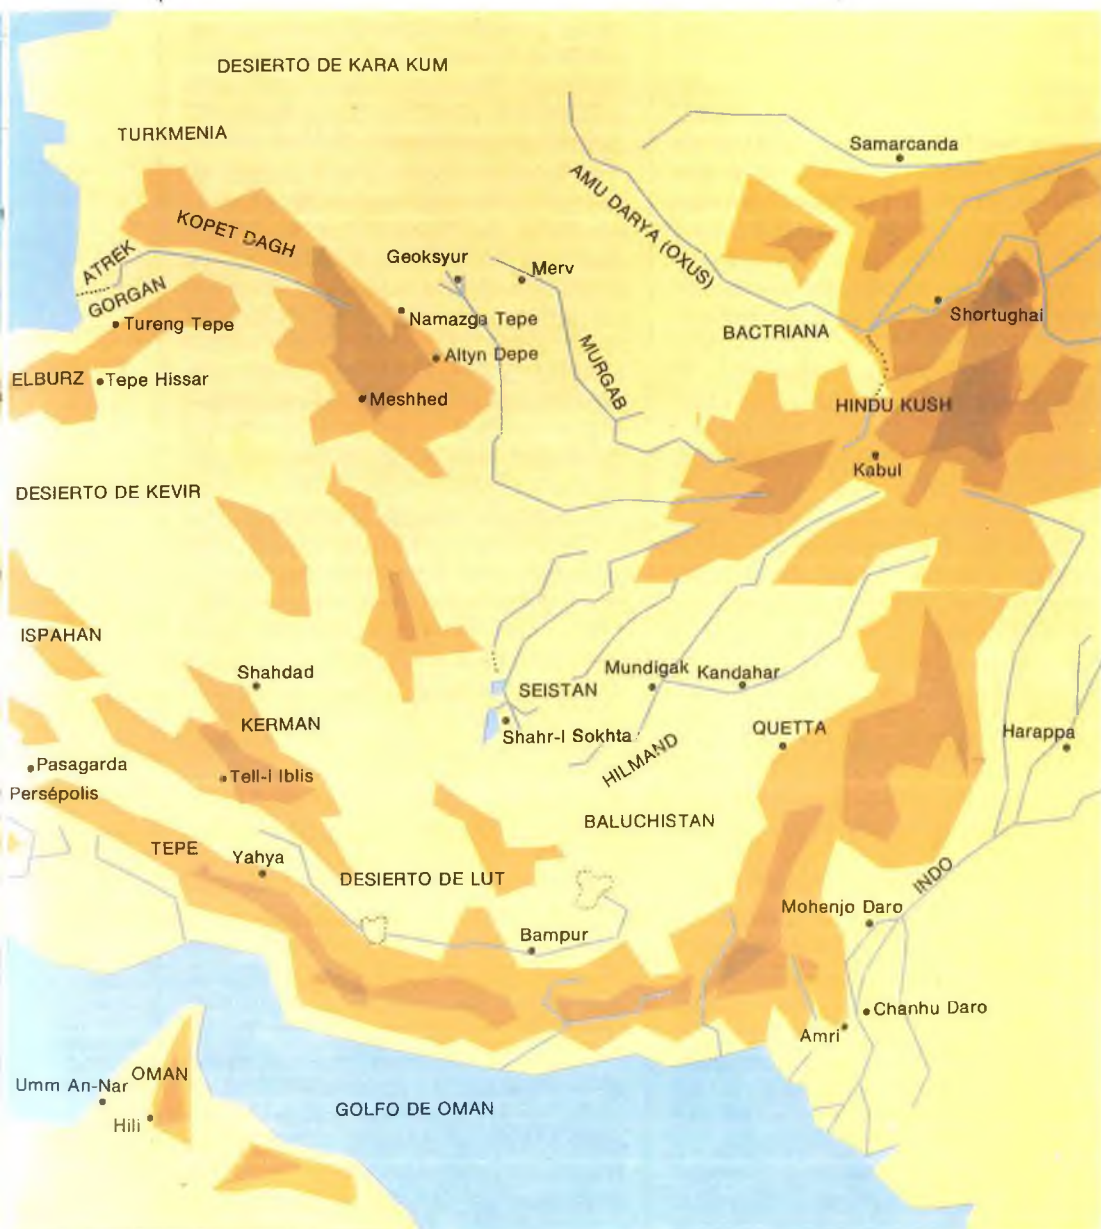 DESIERTO DE KARA KUM
TURKMENIA
Samarcanda
AMU DARYA (OXUS)
KOPET DAGH
ATREK
Geoksyur
Merv
GORGAN
Shortughai
Tureng Tepe
Namazga Tepe
BACTRIANA
MURGAB
Altyn Depe
ELBURZ
Tepe Hissar
Meshhed
HINDU KUSH
Kabul
DESIERTO DE KEVIR
ISPAHAN
Shahdad
Mundigak
Kandahar
SEISTAN
KERMAN
QUETTA
Harappa
Shahr-I Sokhta
HILMAND
Pasagarda
Tell-i Iblis
Persépolis
BALUCHISTAN
TEPE
Yahya
DESIERTO DE LUT
INDO
Mohenjo Daro
Bampur
Chanhu Daro
Amri
OMAN
Umm An-Nar
GOLFO DE OMAN
Hili